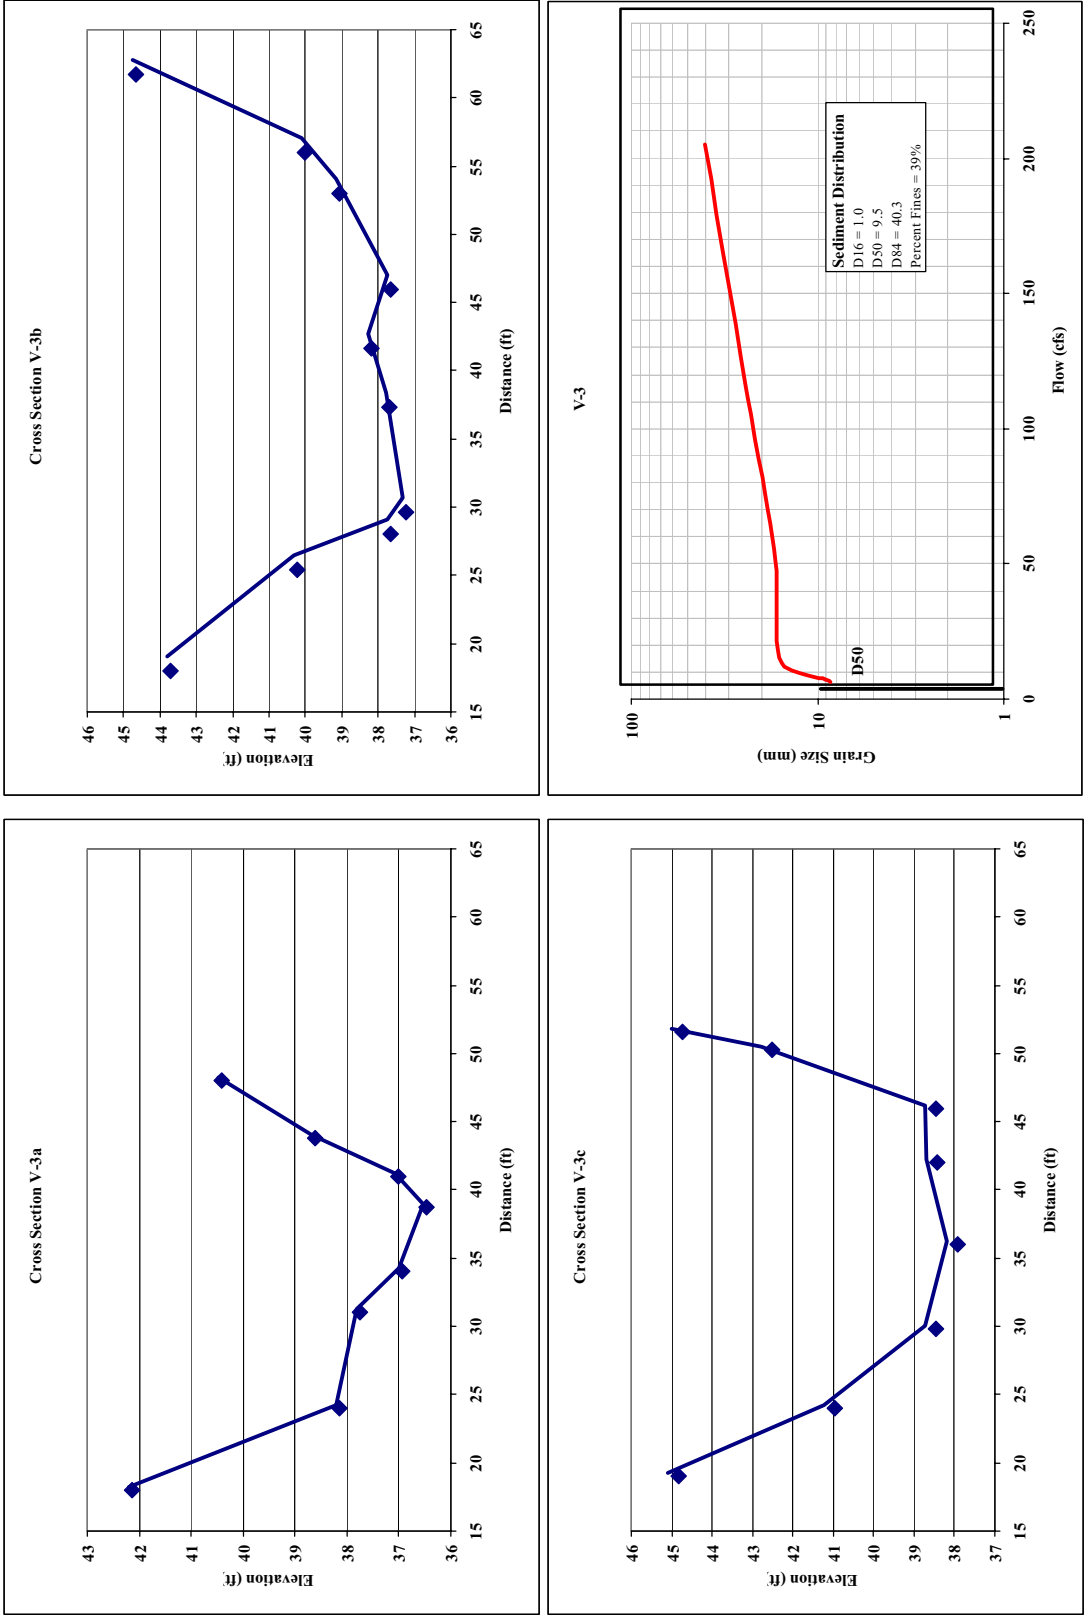 Cross Section V-3a
43
42
41
40
39
38
37
36
Elevation (ft)
15 20 25 30 35 40 45 50 55 60 65
Distance (ft)
Cross Section V-3b
46
45
44
43
42
41
40
39
38
37
36
Elevation (ft)
15 20 25 30 35 40 45 50 55 60 65
Distance (ft)
Cross Section V-3c
46
45
44
43
42
41
40
39
38
37
Elevation (ft)
15 20 25 30 35 40 45 50 55 60 65
Distance (ft)
V-3
100
10
1
Grain Size (mm)
D50
Sediment Distribution
D16 = 1.0
D50 = 9.5
D84 = 40.3
Percent Fines = 39%
0 50 100 150 200 250
Flow (cfs)